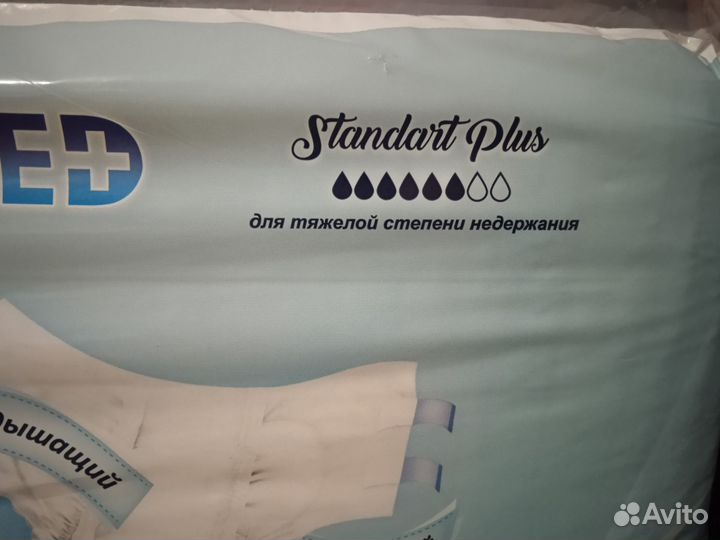 ED
Standart Plus
для тяжелой степени недержания
дышащий
Avito